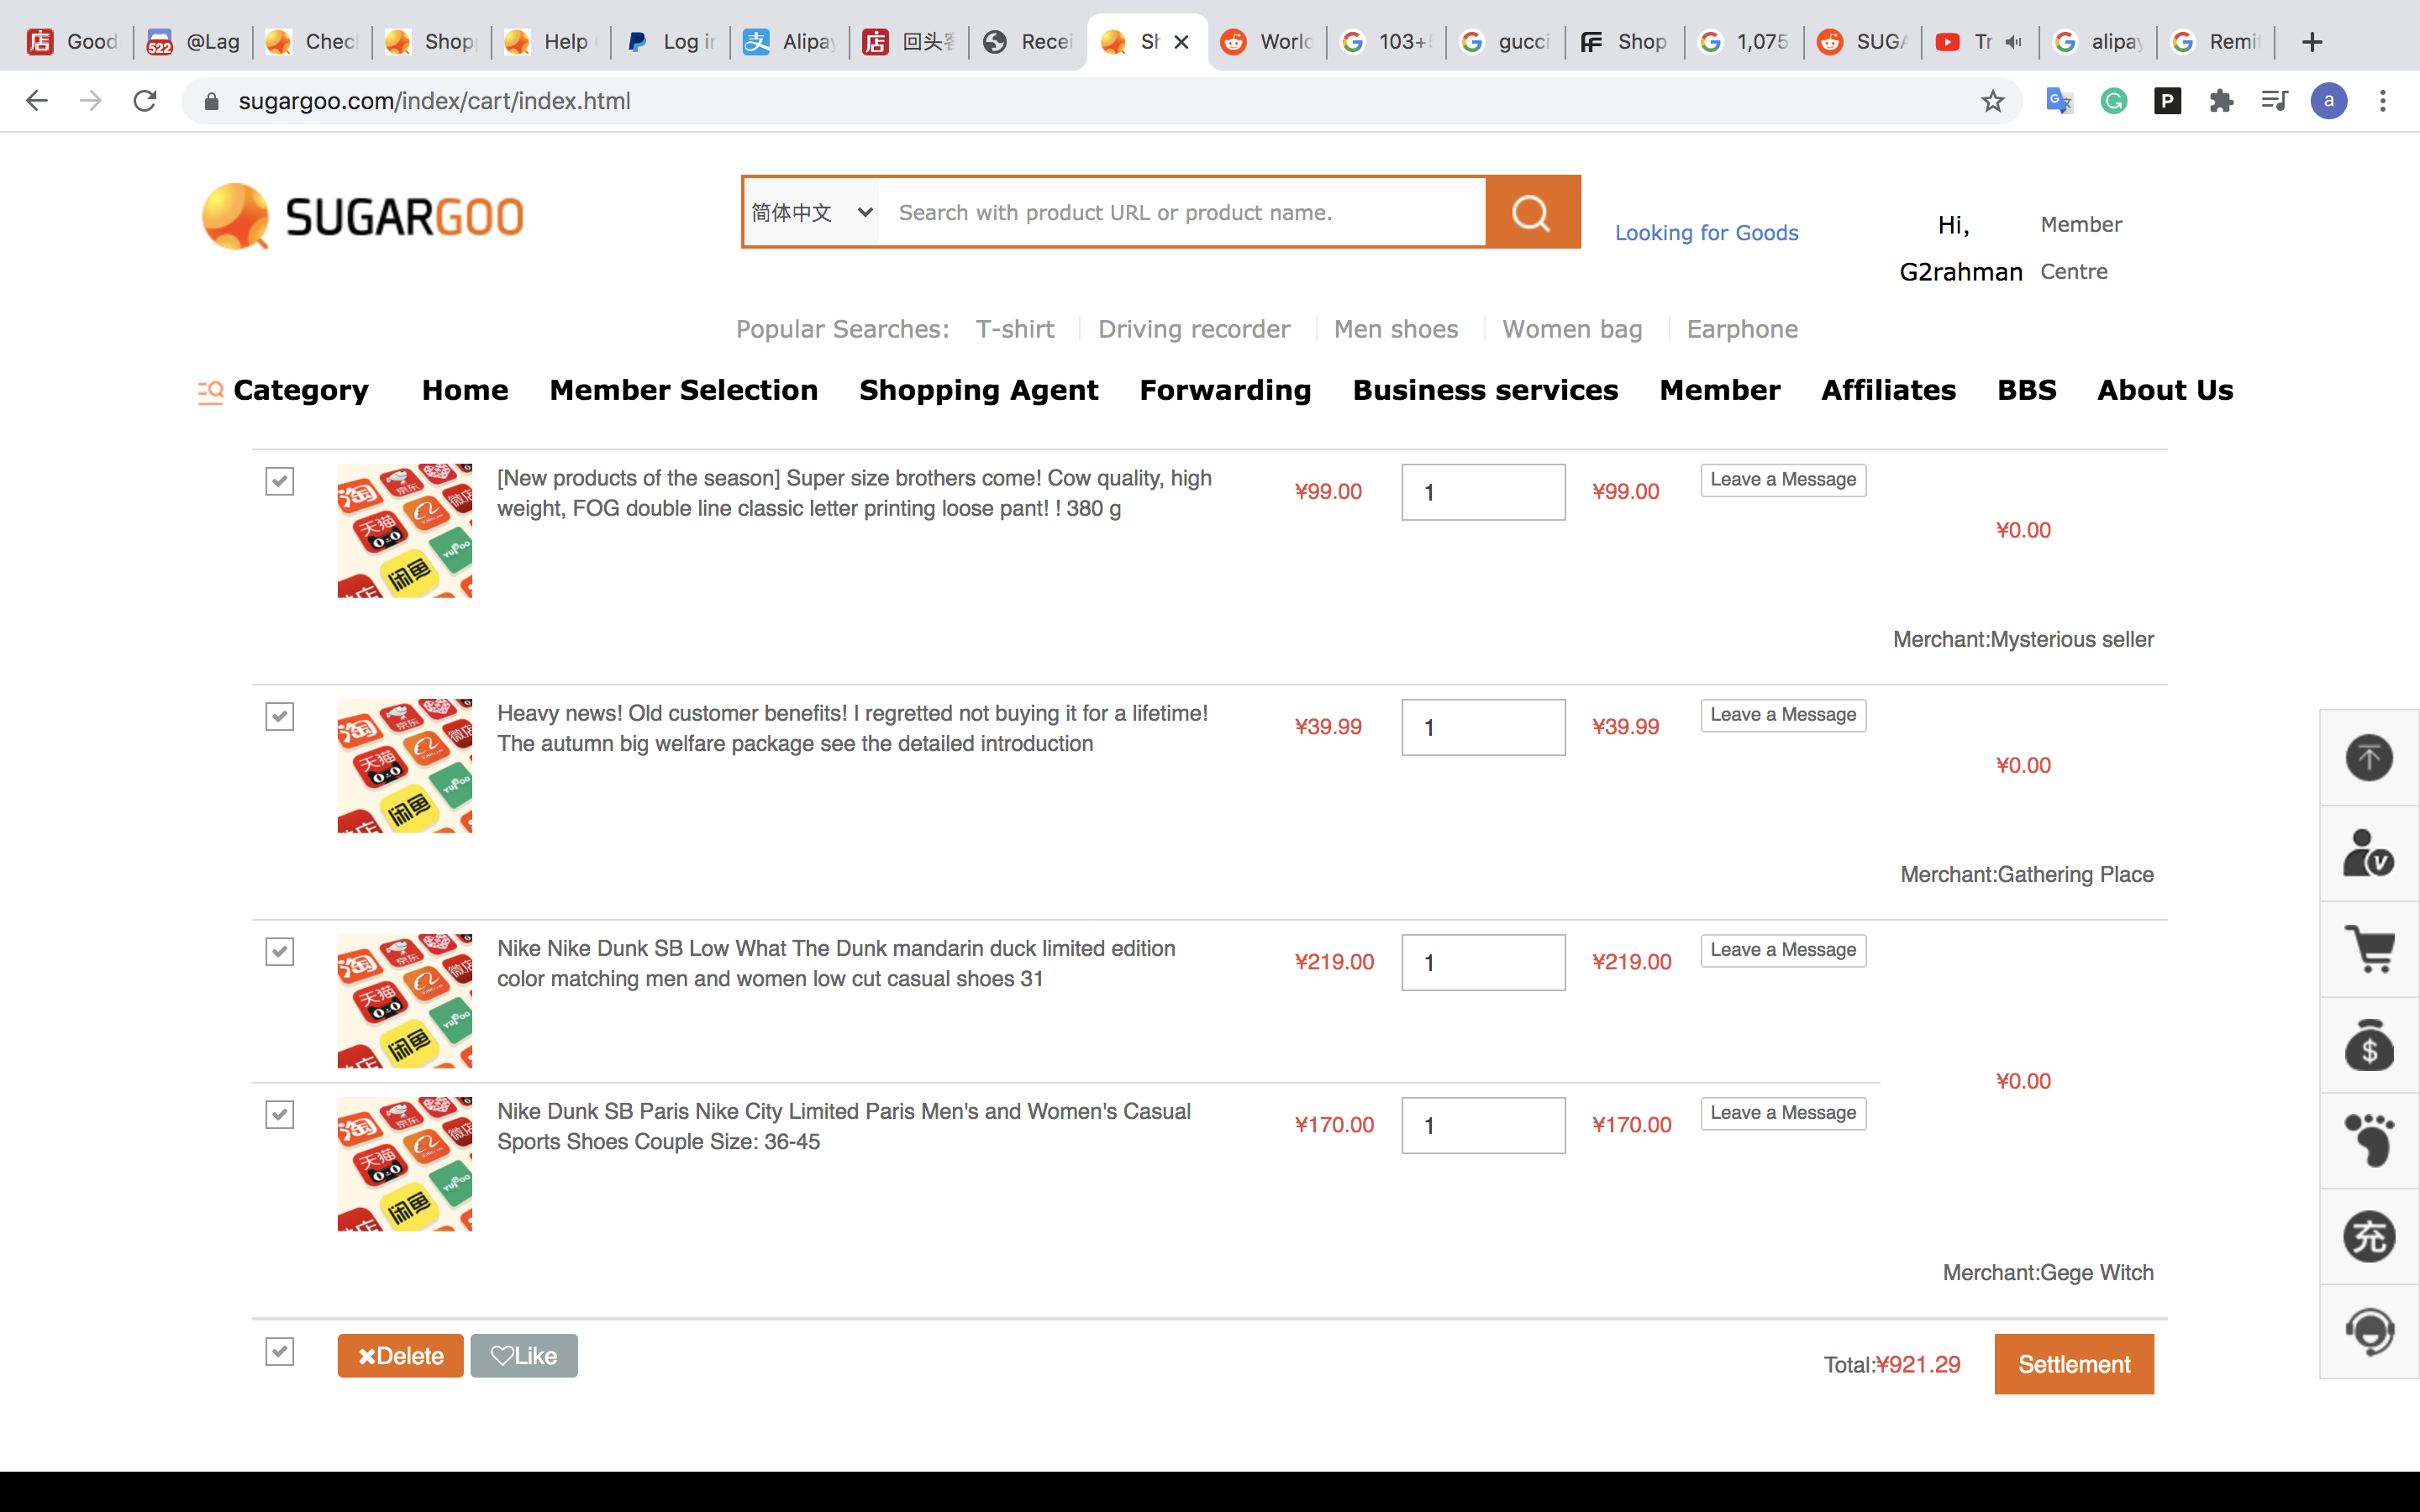 Good
@Lag
Chec
Shop
Help
Log in
Alipay
回头客
Recei
Sh
World
103+
gucci
Shop
1,075
SUGA
Tr
alipay
Remi
sugargoo.com/index/cart/index.html
SUGARGOO
简体中文
Search with product URL or product name.
Looking for Goods
Hi,
G2rahman
Member
Centre
Popular Searches: T-shirt Driving recorder Men shoes Women bag Earphone
Category Home Member Selection Shopping Agent Forwarding Business services Member Affiliates BBS About Us
[New products of the season] Super size brothers come! Cow quality, high
weight, FOG double line classic letter printing loose pant! ! 380 g
¥99.00 1 ¥99.00 Leave a Message
¥0.00
Merchant:Mysterious seller
Heavy news! Old customer benefits! I regretted not buying it for a lifetime!
The autumn big welfare package see the detailed introduction
¥39.99 1 ¥39.99 Leave a Message
¥0.00
Merchant:Gathering Place
Nike Nike Dunk SB Low What The Dunk mandarin duck limited edition
color matching men and women low cut casual shoes 31
¥219.00 1 ¥219.00 Leave a Message
¥0.00
Nike Dunk SB Paris Nike City Limited Paris Men's and Women's Casual
Sports Shoes Couple Size: 36-45
¥170.00 1 ¥170.00 Leave a Message
Merchant:Gege Witch
Delete Like
Total:¥921.29 Settlement
充